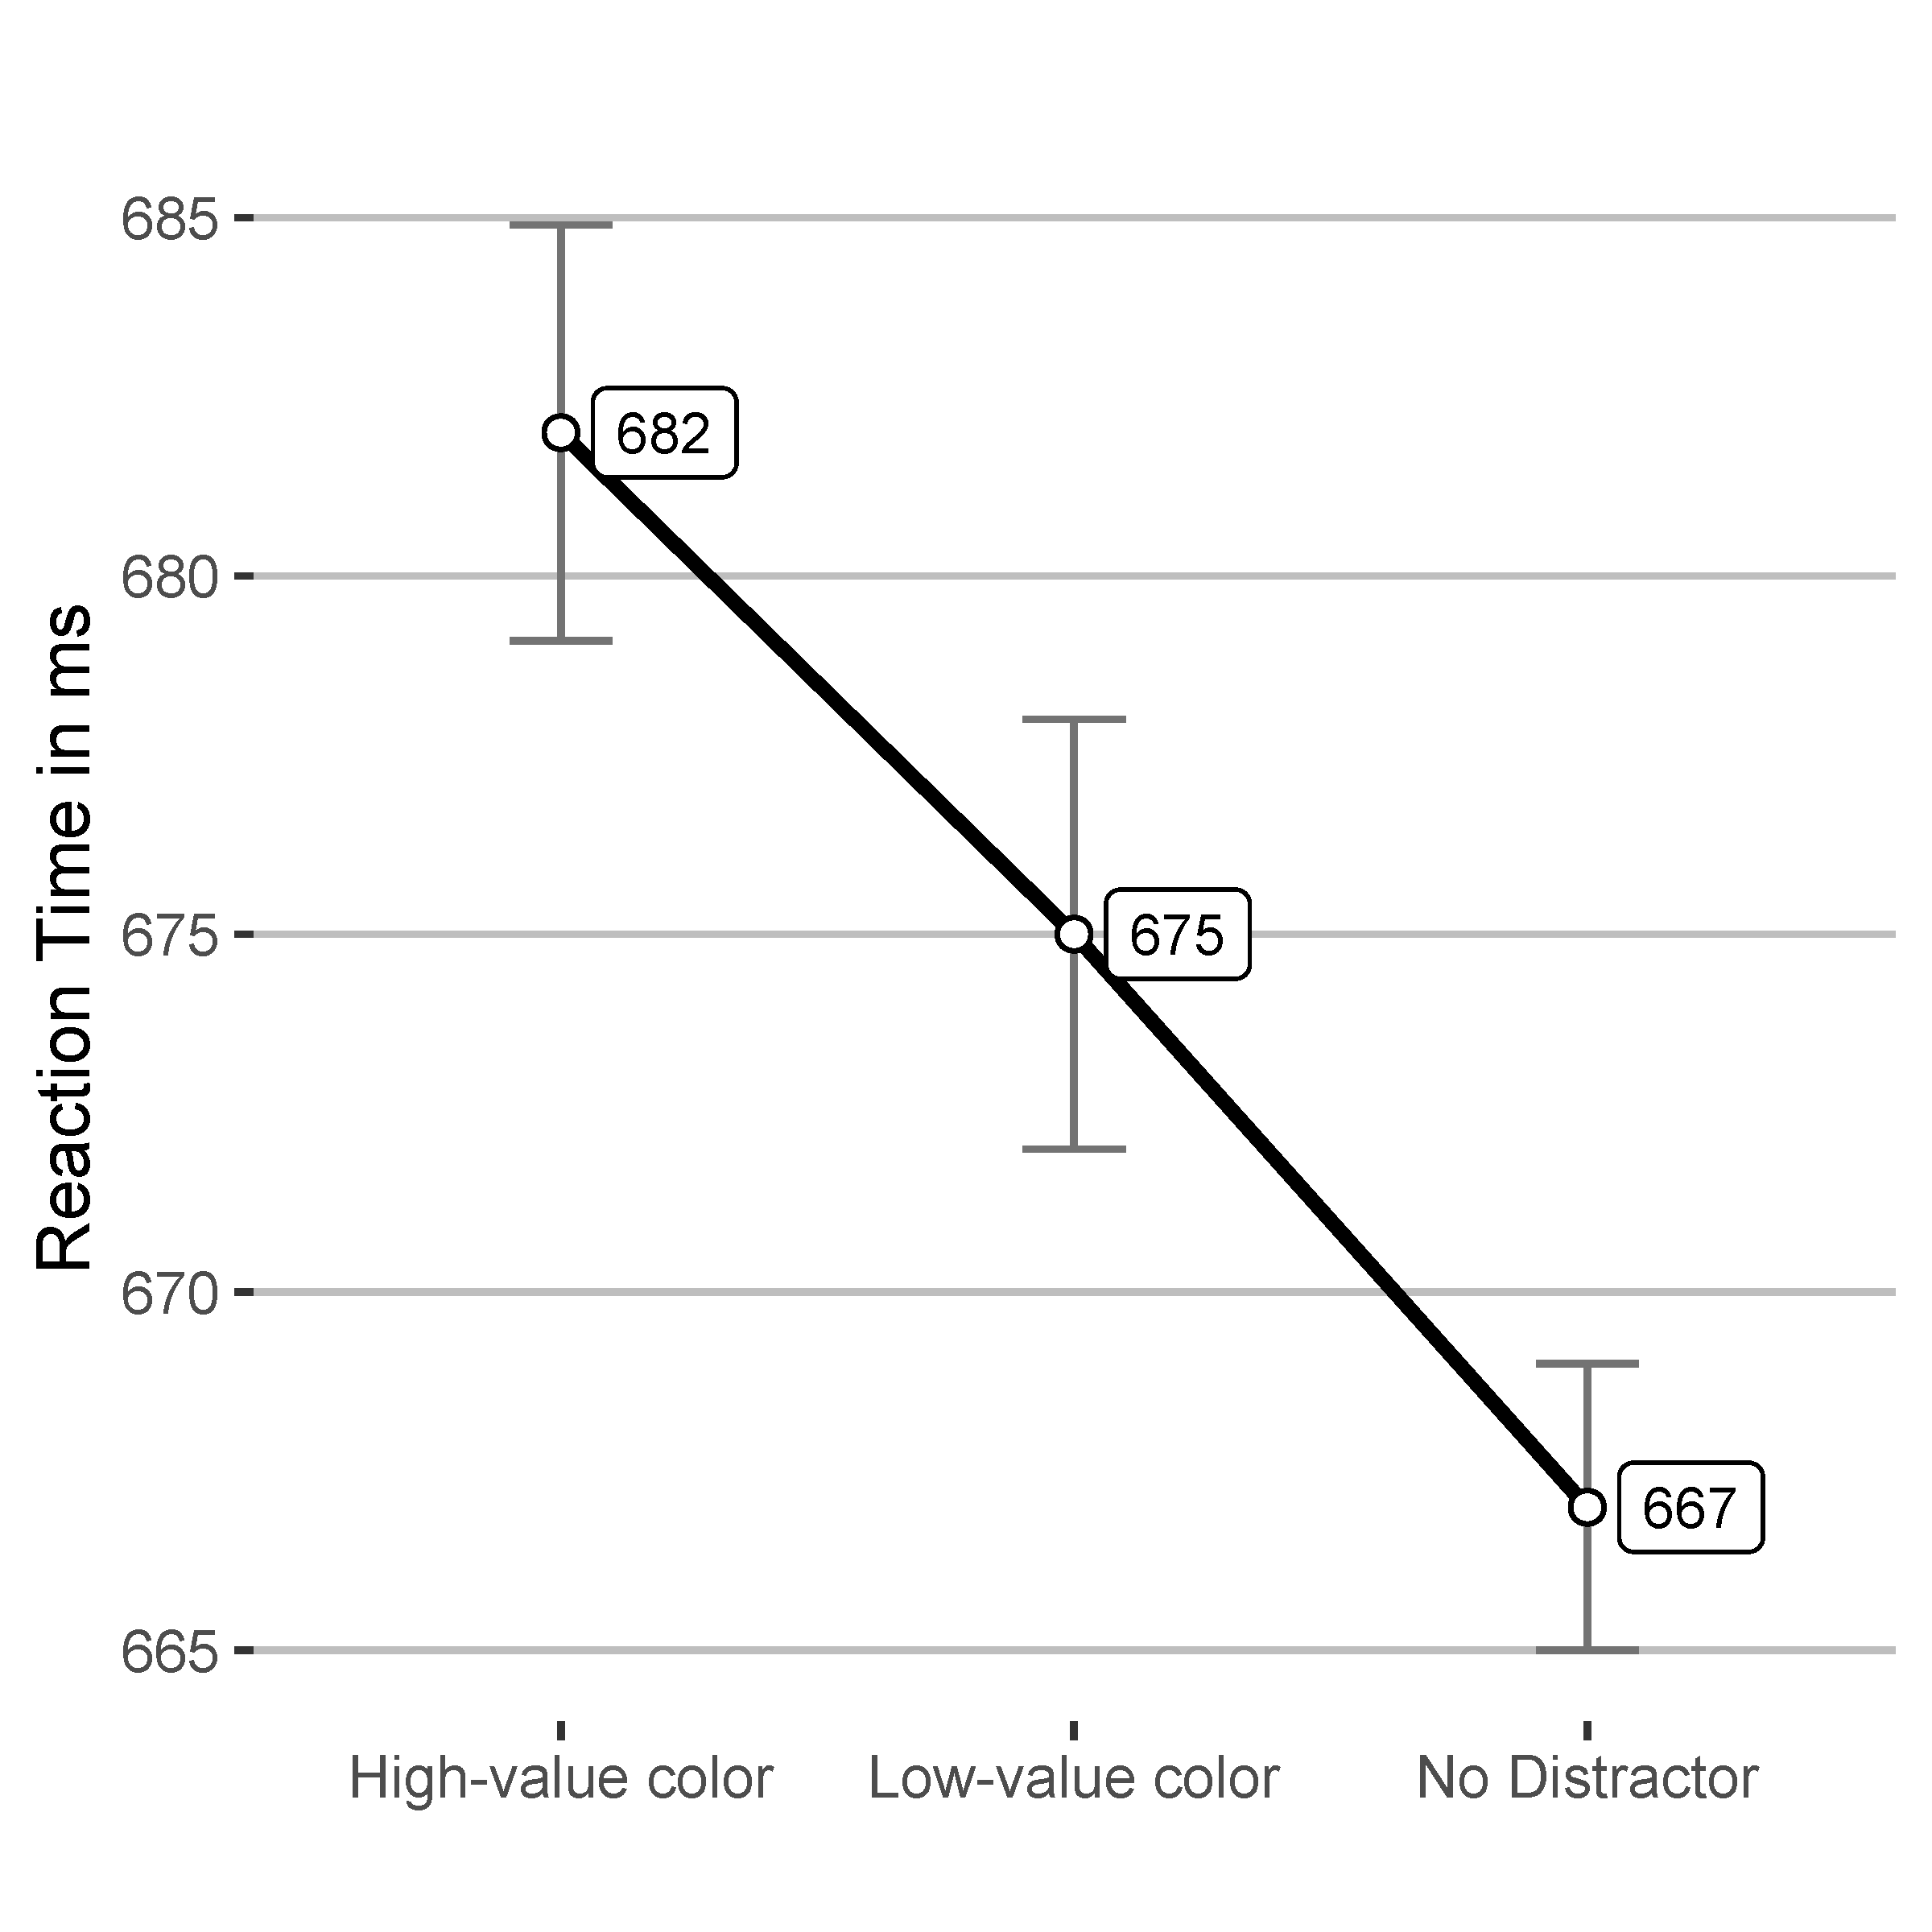 Reaction Time in ms
685
680
675
670
665
682
675
667
High-value color
Low-value color
No Distractor